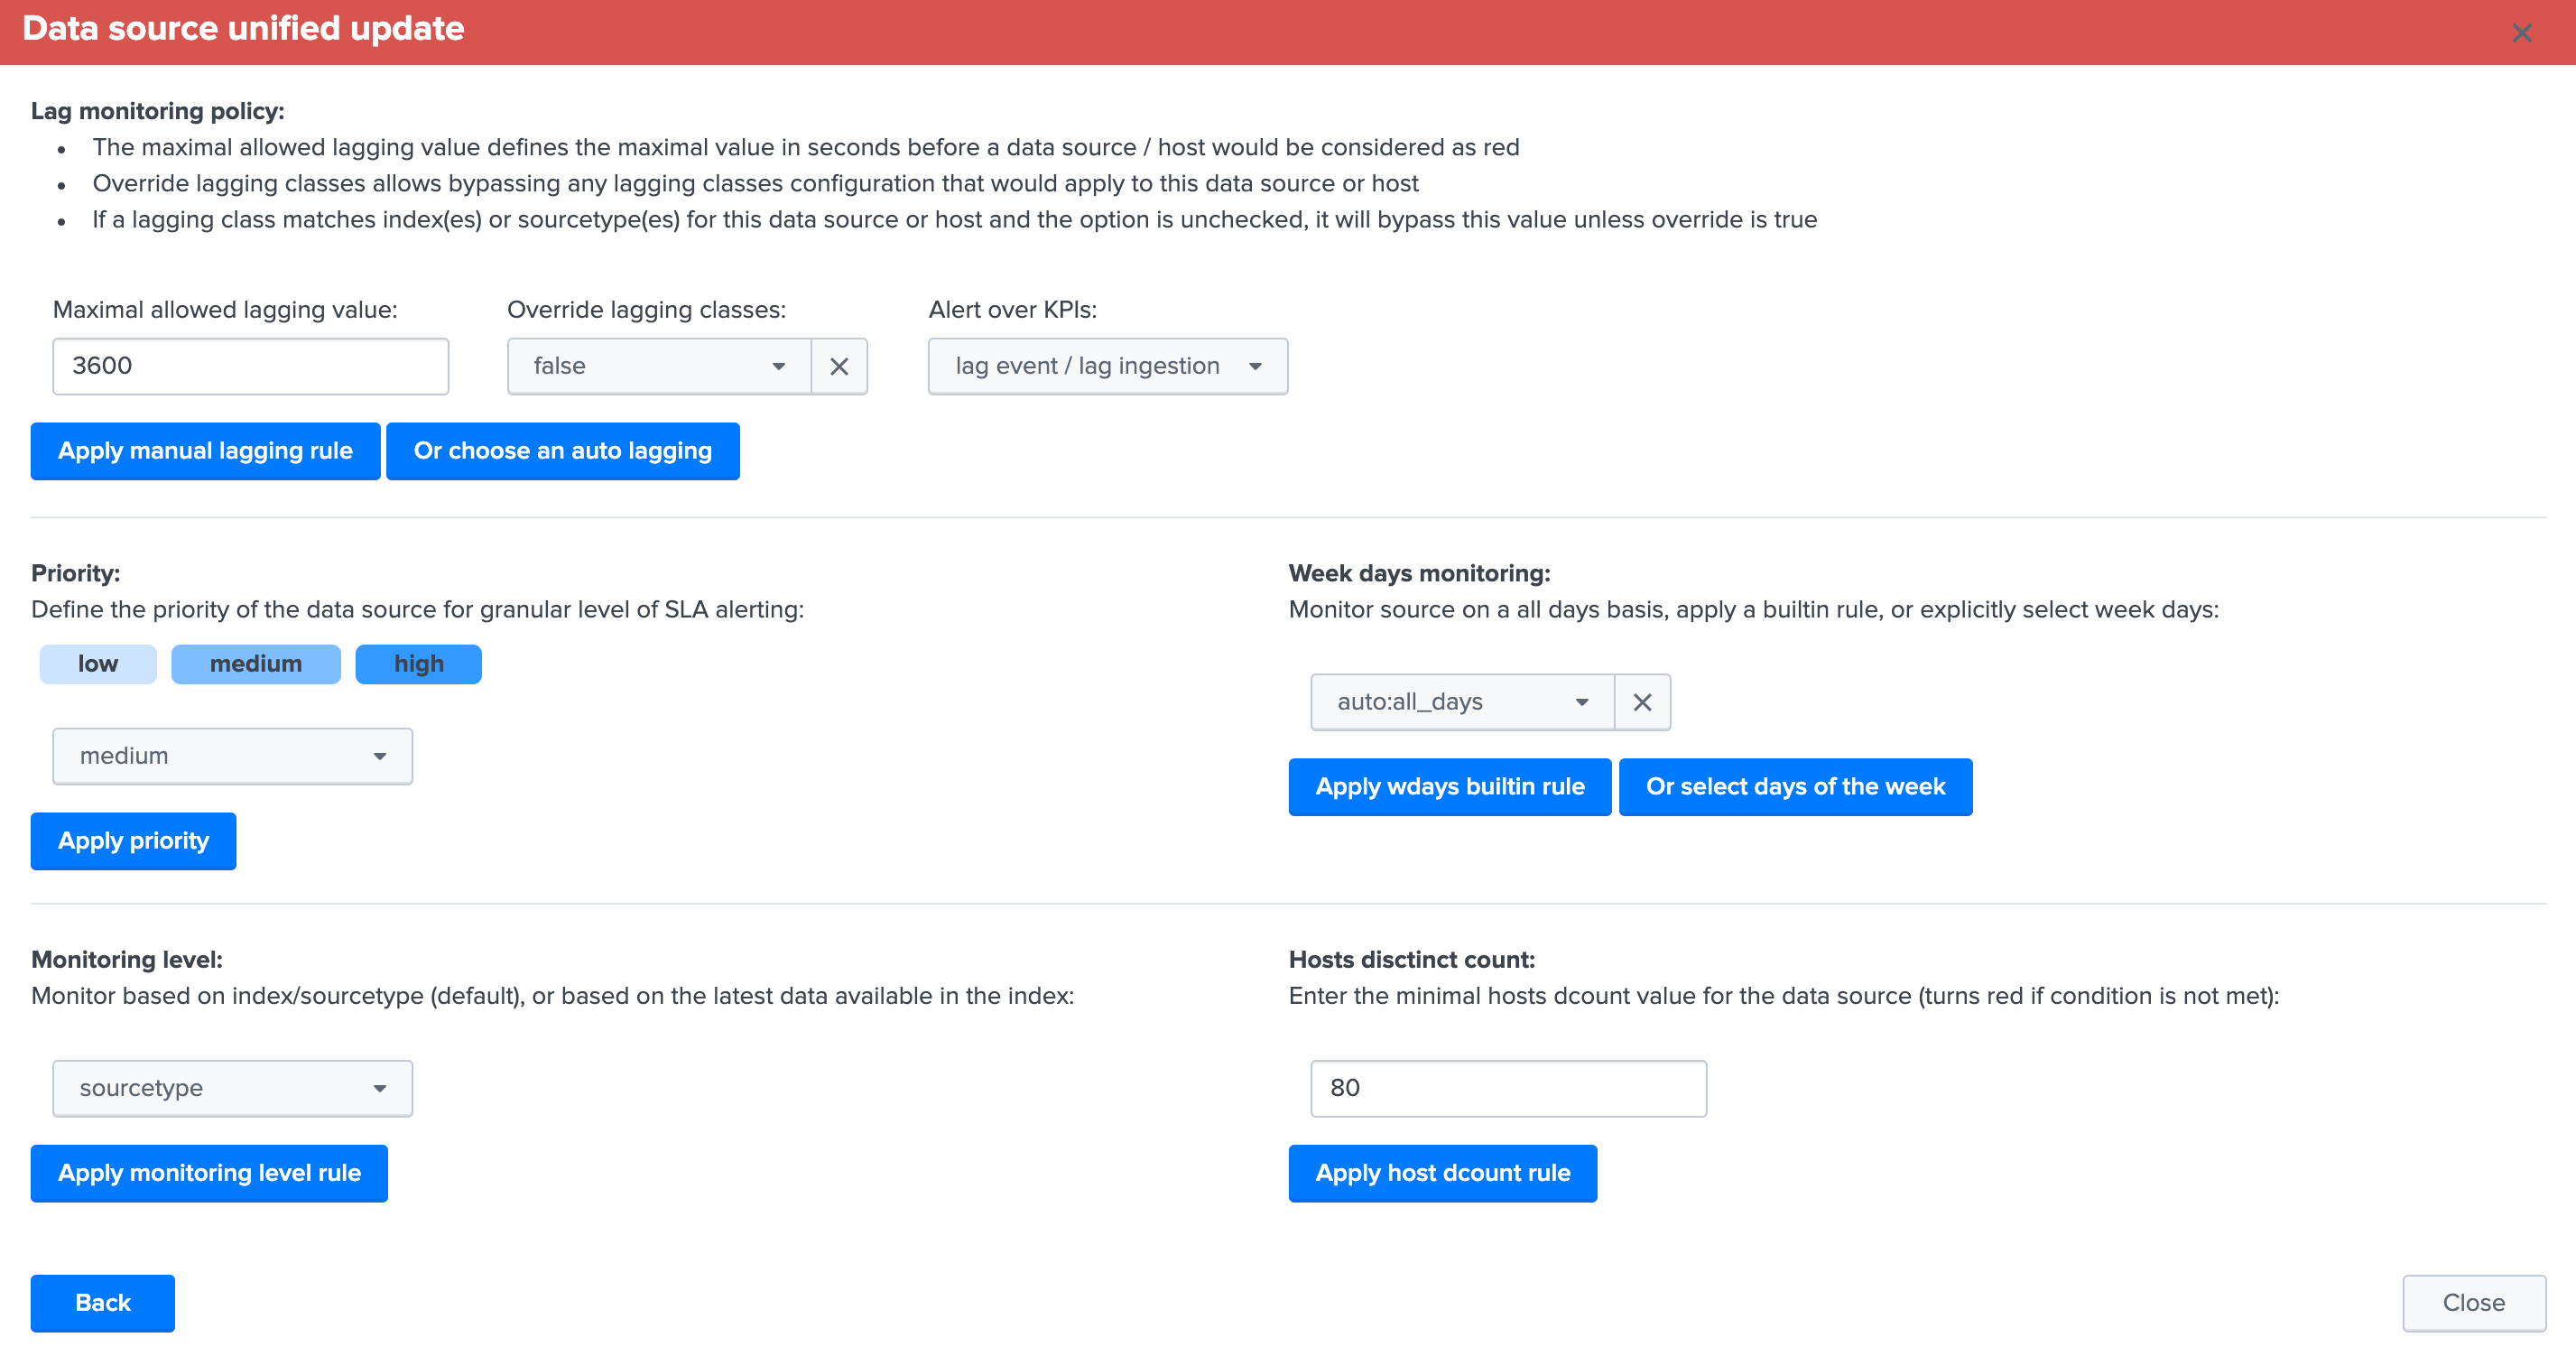 Data source unified update
Lag monitoring policy:
The maximal allowed lagging value defines the maximal value in seconds before a data source / host would be considered as red
Override lagging classes allows bypassing any lagging classes configuration that would apply to this data source or host
If a lagging class matches index(es) or sourcetype(es) for this data source or host and the option is unchecked, it will bypass this value unless override is true
Maximal allowed lagging value:
3600
Override lagging classes:
false
Alert over KPIs:
lag event / lag ingestion
Apply manual lagging rule
Or choose an auto lagging
Priority:
Define the priority of the data source for granular level of SLA alerting:
low
medium
high
medium
Apply priority
Week days monitoring:
Monitor source on a all days basis, apply a builtin rule, or explicitly select week days:
auto:all_days
Apply wdays builtin rule
Or select days of the week
Monitoring level:
Monitor based on index/sourcetype (default), or based on the latest data available in the index:
sourcetype
Apply monitoring level rule
Hosts disctinct count:
Enter the minimal hosts dcount value for the data source (turns red if condition is not met):
80
Apply host dcount rule
Back
Close